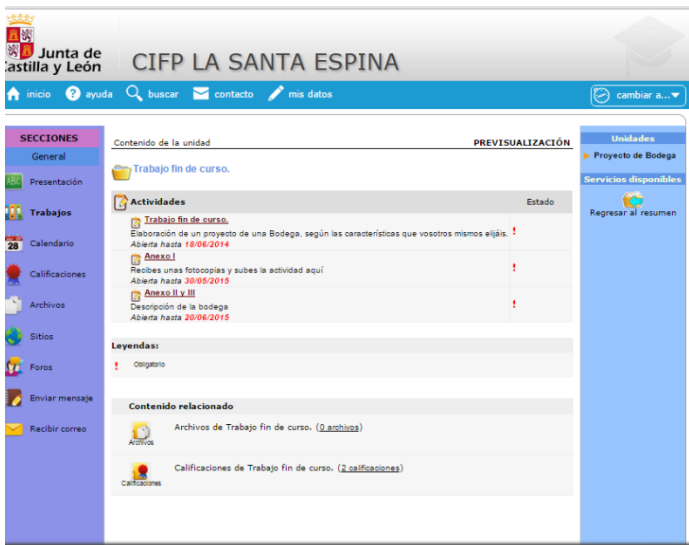 Junta de
Castilla y León
CIFP LA SANTA ESPINA
inicio
ayuda
buscar
contacto
mis datos
cambiar a...
SECCIONES
General
ABC
Presentación
Trabajos
28
Calendario
Calificaciones
Archivos
Sitios
Foros
Enviar mensaje
Recibir correo
Contenido de la unidad
PREVISUALIZACIÓN
Trabajo fin de curso.
Actividades
Estado
Trabajo fin de curso.
Elaboración de un proyecto de una Bodega, según las características que vosotros mismos elijáis. !
Abierta hasta 18/06/2014
Anexo I
Recibes unas fotocopias y subes la actividad aquí !
Abierta hasta 30/05/2015
Anexo II y III
Descripción de la bodega !
Abierta hasta 20/06/2015
Leyendas:
! Obligatorio
Contenido relacionado
Archivos de Trabajo fin de curso. (0 archivos)
Archivos
Calificaciones de Trabajo fin de curso. (2 calificaciones)
Calificaciones
Unidades
Proyecto de Bodega
Servicios disponibles
Regresar al resumen